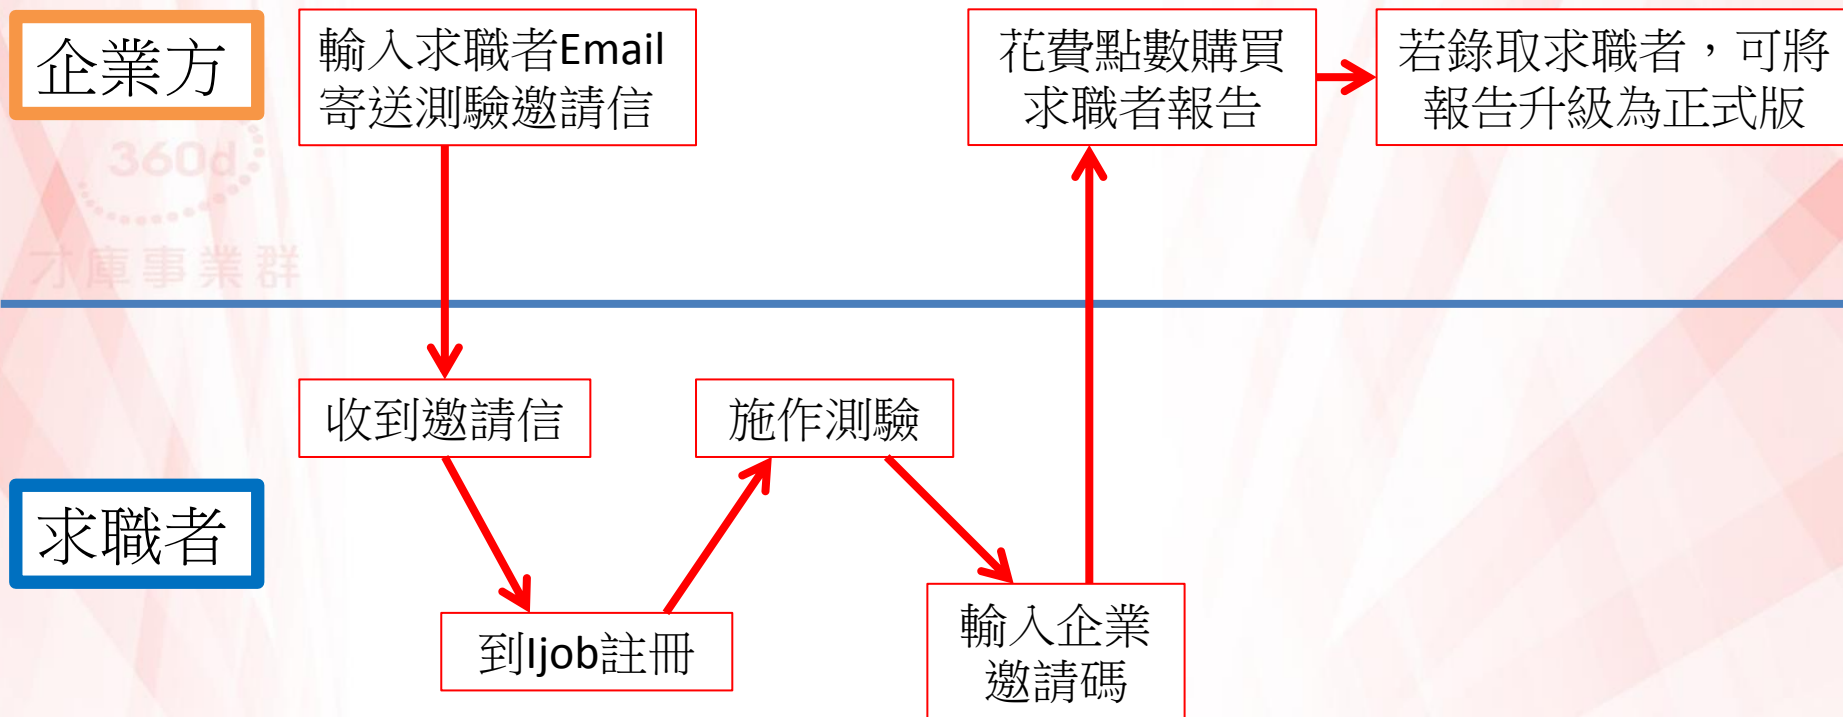 企業方
輸入求職者Email
寄送測驗邀請信
花費點數購買
求職者報告
若錄取求職者，可將
報告升級為正式版
360d
才庫事業群
收到邀請信
施作測驗
求職者
到Ijob註冊
輸入企業
邀請碼